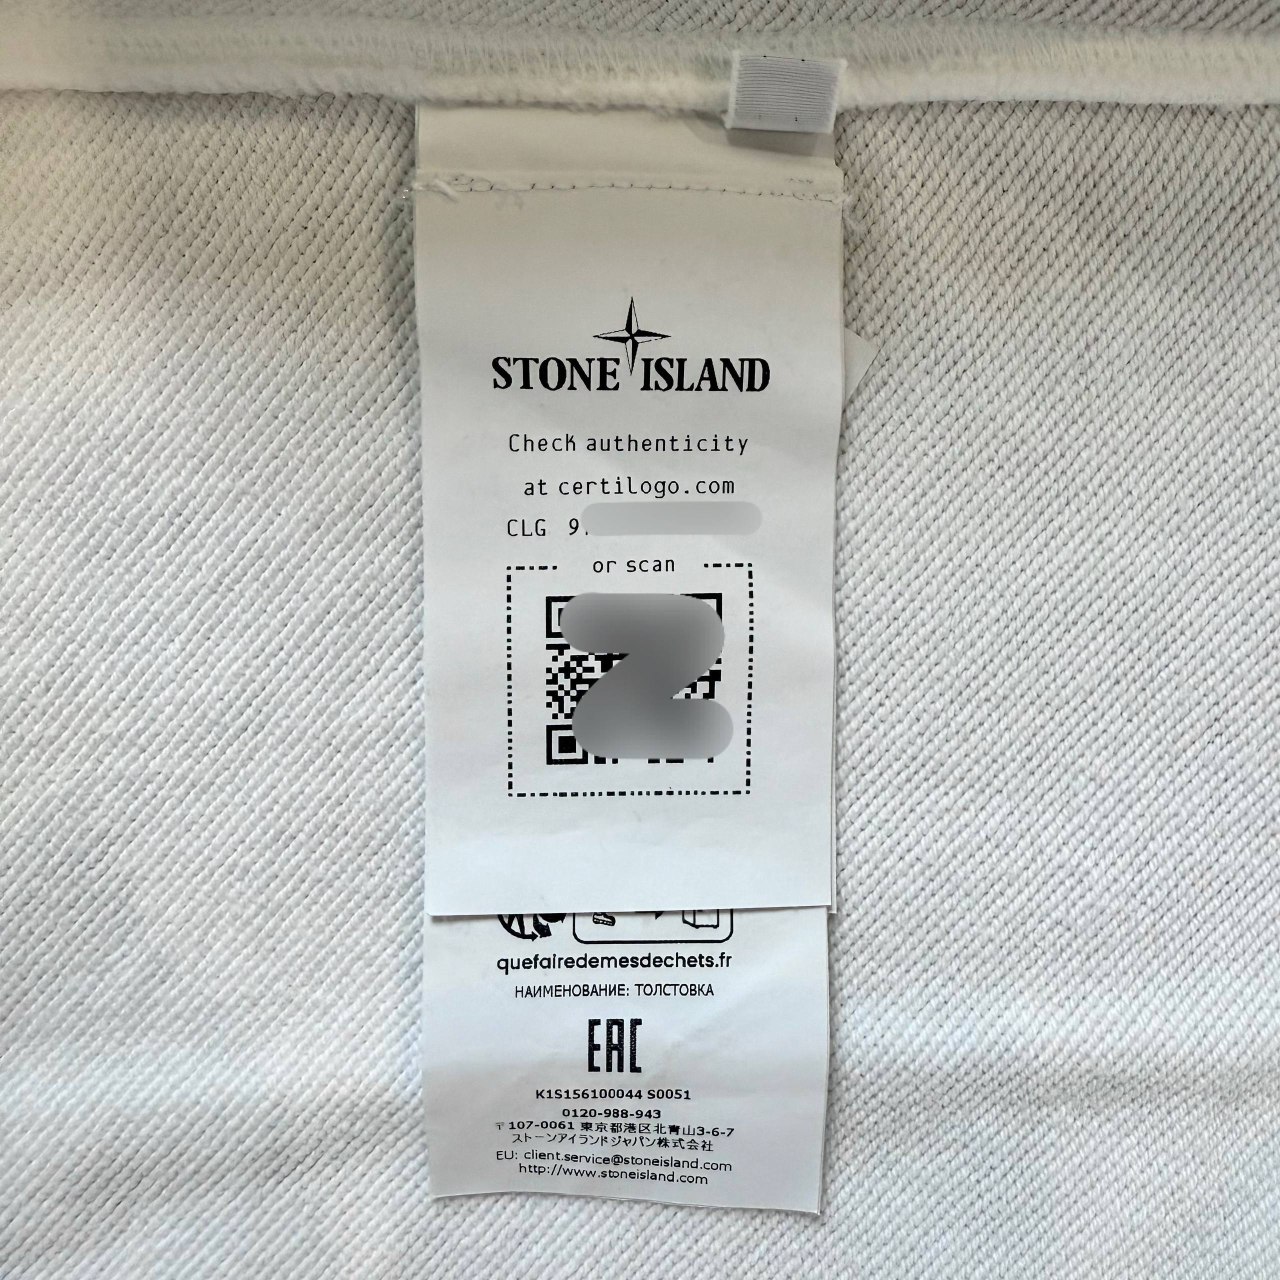 STONE ISLAND
Check authenticity
at certilogo.com
CLG 9
or scan
quefairedemesdechets.fr
НАИМЕНОВАНИЕ: ТОЛСТОВКА
EAC
K1S156100044 S0051
0120-988-943
〒107-0061 東京都港区北青山3-6-7
ストーンアイランドジャパン株式会社
EU: client.service@stoneisland.com
http://www.stoneisland.com